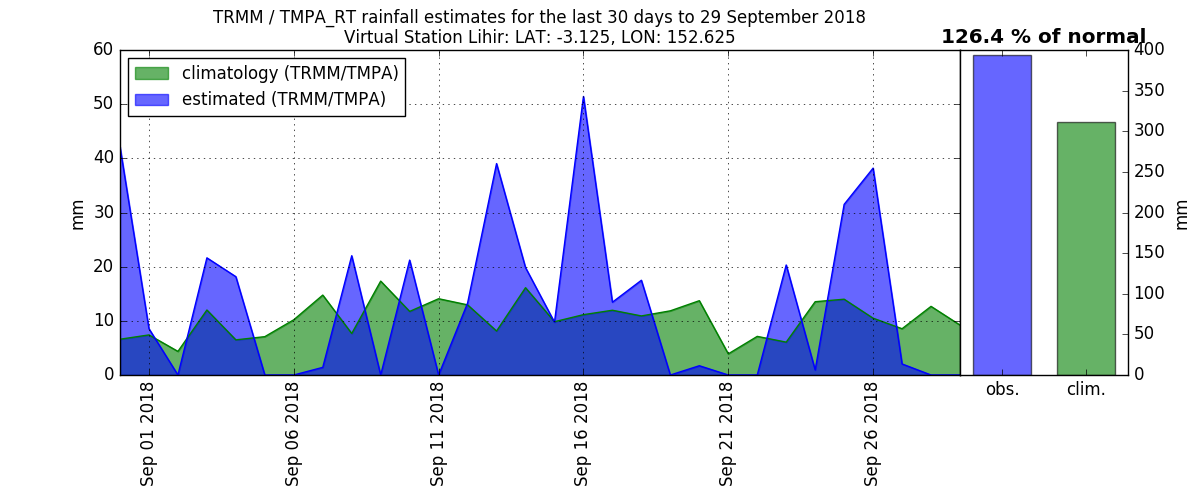 TRMM / TMPA_RT rainfall estimates for the last 30 days to 29 September 2018
Virtual Station Lihir: LAT: -3.125, LON: 152.625
126.4 % of normal
climatology (TRMM/TMPA)
estimated (TRMM/TMPA)
60
50
40
30
20
10
0
mm
400
350
300
250
200
150
100
50
0
mm
Sep 01 2018
Sep 06 2018
Sep 11 2018
Sep 16 2018
Sep 21 2018
Sep 26 2018
obs.
clim.